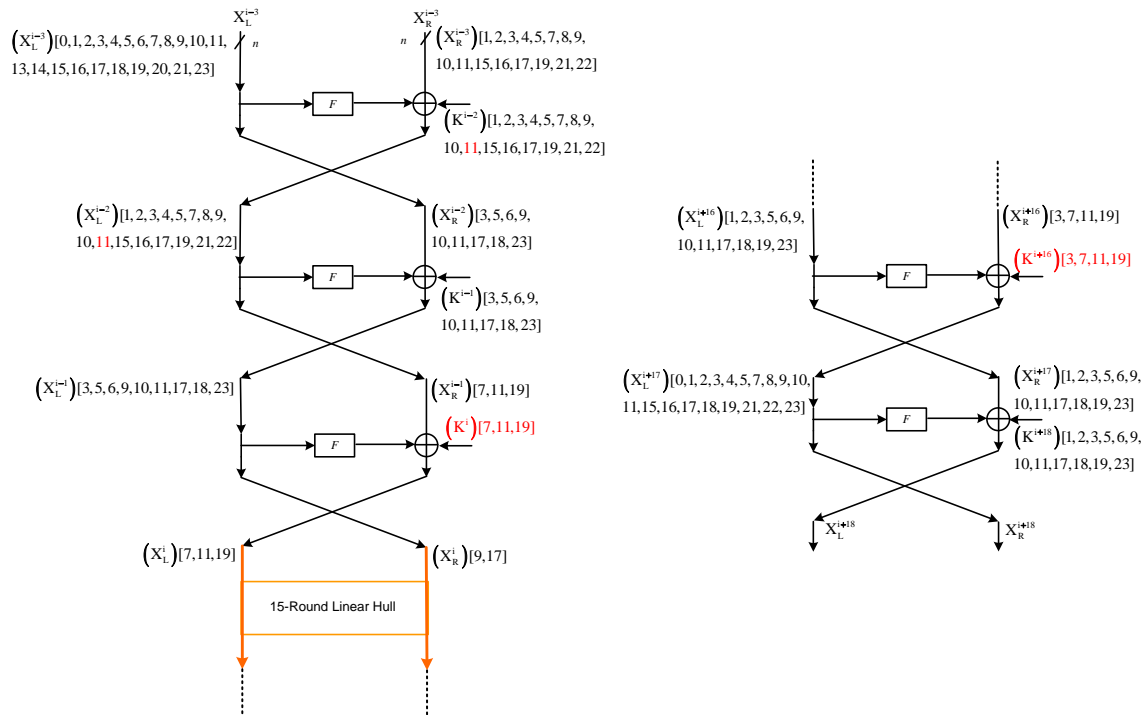 X_L^{i-3} X_R^{i-3}
(X_L^{i-3})[0,1,2,3,4,5,6,7,8,9,10,11,
13,14,15,16,17,18,19,20,21,23]
n
n
(X_R^{i-3})[1,2,3,4,5,7,8,9,
10,11,15,16,17,19,21,22]
F
(K^{i-2})[1,2,3,4,5,7,8,9,
10,11,15,16,17,19,21,22]
(X_L^{i-2})[1,2,3,4,5,7,8,9,
10,11,15,16,17,19,21,22]
(X_R^{i-2})[3,5,6,9,
10,11,17,18,23]
F
(K^{i-1})[3,5,6,9,
10,11,17,18,23]
(X_L^{i-1})[3,5,6,9,10,11,17,18,23]
(X_R^{i-1})[7,11,19]
F
(K^i)[7,11,19]
(X_L^i)[7,11,19]
(X_R^i)[9,17]
15-Round Linear Hull
(X_L^{i+16})[1,2,3,5,6,9,
10,11,17,18,19,23]
(X_R^{i+16})[3,7,11,19]
F
(K^{i+16})[3,7,11,19]
(X_L^{i+17})[0,1,2,3,4,5,7,8,9,10,
11,15,16,17,18,19,21,22,23]
(X_R^{i+17})[1,2,3,5,6,9,
10,11,17,18,19,23]
F
(K^{i+18})[1,2,3,5,6,9,
10,11,17,18,19,23]
X_L^{i+18} X_R^{i+18}